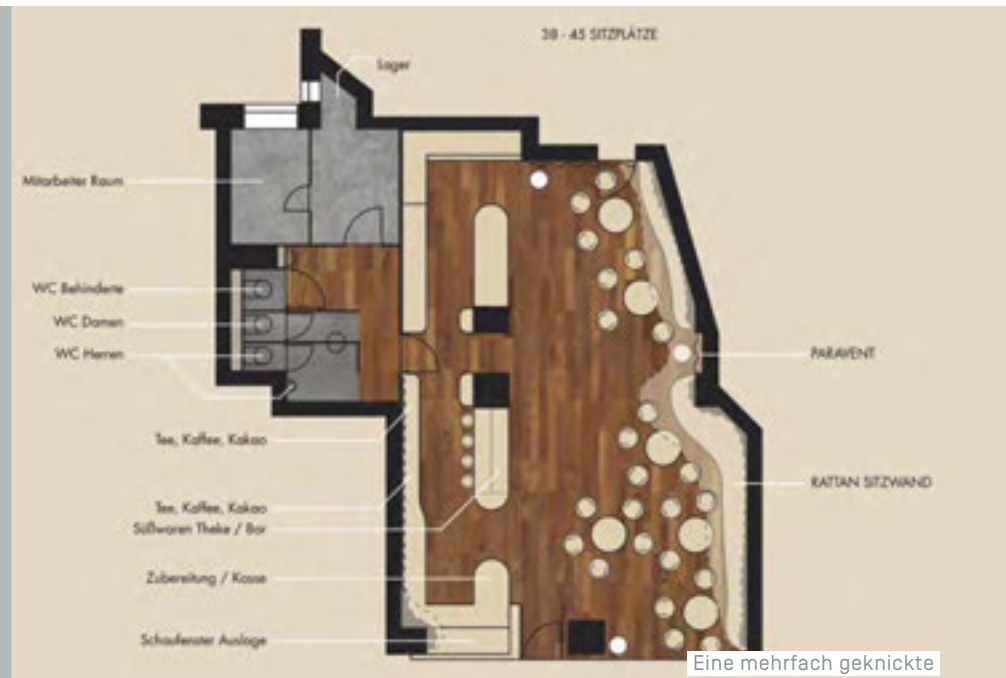 38 - 45 SITZPLÄTZE
Lager
Mitarbeiter Raum
WC Behinderte
WC Damen
WC Herren
PARAVENT
Tee, Kaffee, Kakao
RATTAN SITZWAND
Tee, Kaffee, Kakao
Süßwaren Theke / Bar
Zubereitung / Kasse
Schaufenster Auslage
Eine mehrfach geknickte